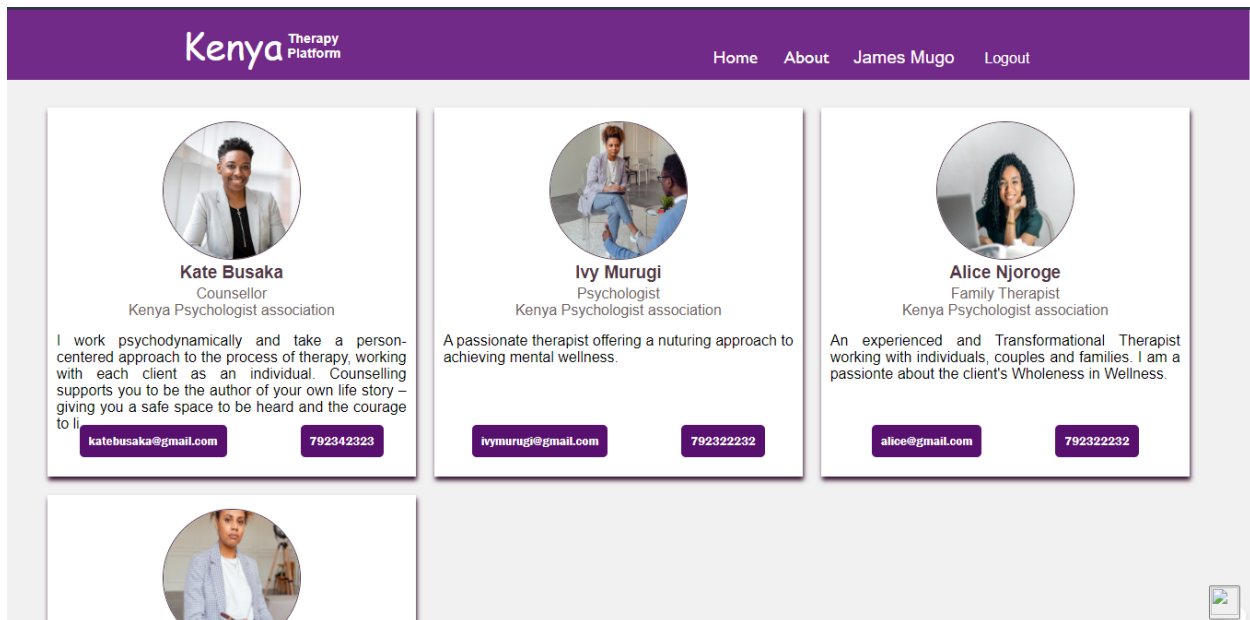 Kenya Therapy
Platform
Home About James Mugo Logout
Kate Busaka
Counsellor
Kenya Psychologist association
I work psychodynamically and take a person-
centered approach to the process of therapy, working
with each client as an individual. Counselling
supports you to be the author of your own life story –
giving you a safe space to be heard and the courage
to li
katebusaka@gmail.com 792342323
Ivy Murugi
Psychologist
Kenya Psychologist association
A passionate therapist offering a nuturing approach to
achieving mental wellness.
ivymurugi@gmail.com 792322232
Alice Njoroge
Family Therapist
Kenya Psychologist association
An experienced and Transformational Therapist
working with individuals, couples and families. I am a
passionte about the client's Wholeness in Wellness.
alice@gmail.com 792322232